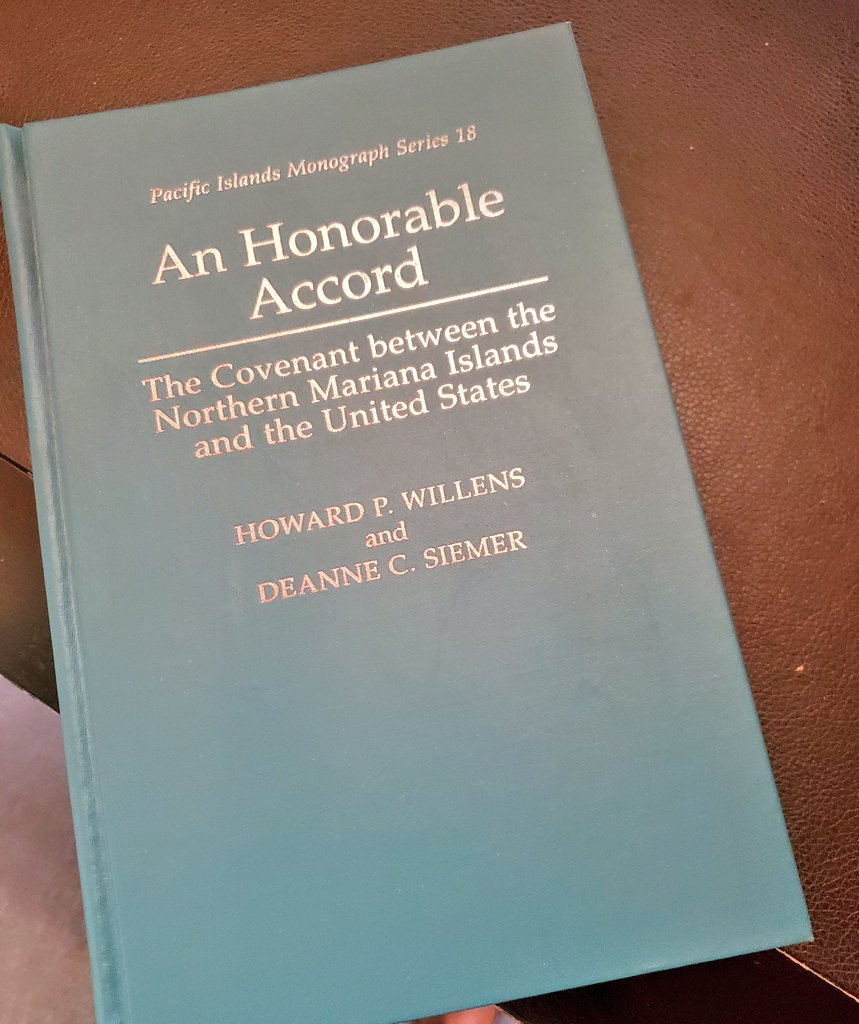 Pacific Islands Monograph Series 18
An Honorable
Accord
The Covenant between the
Northern Mariana Islands
and the United States
HOWARD P. WILLENS
and
DEANNE C. SIEMER